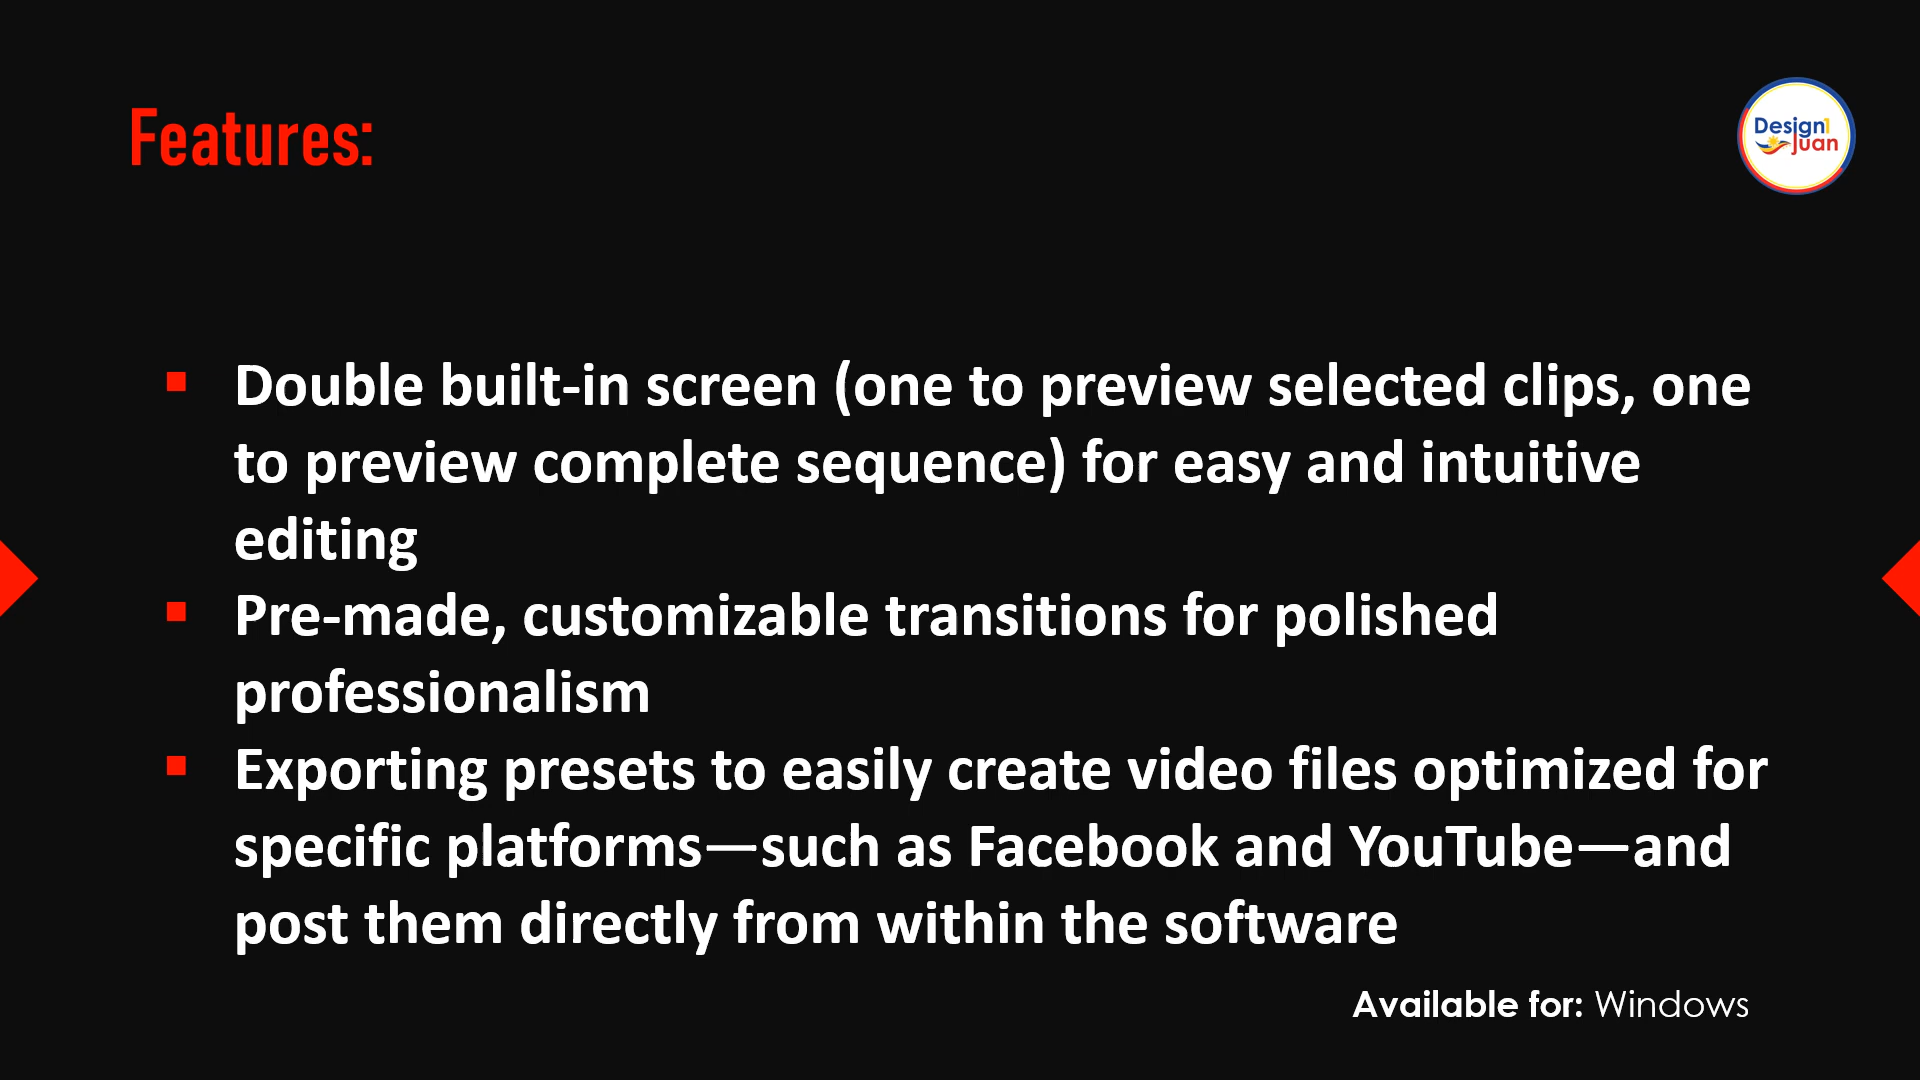 Features:
Design1
Juan
Double built-in screen (one to preview selected clips, one
to preview complete sequence) for easy and intuitive
editing
Pre-made, customizable transitions for polished
professionalism
Exporting presets to easily create video files optimized for
specific platforms—such as Facebook and YouTube—and
post them directly from within the software
Available for: Windows